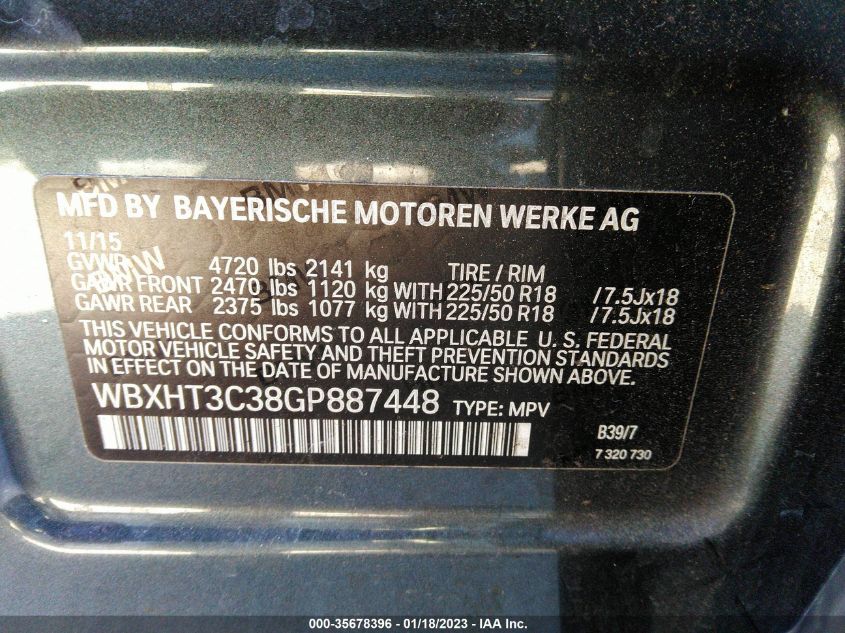 MFD BY BAYERISCHE MOTOREN WERKE AG
11/15
GVWR 4720 lbs 2141 kg TIRE / RIM
GAWR FRONT 2470 lbs 1120 kg WITH 225/50 R18 /7.5Jx18
GAWR REAR 2375 lbs 1077 kg WITH 225/50 R18 /7.5Jx18
THIS VEHICLE CONFORMS TO ALL APPLICABLE U. S. FEDERAL
MOTOR VEHICLE SAFETY AND THEFT PREVENTION STANDARDS
IN EFFECT ON THE DATE OF MANUFACTURE SHOWN ABOVE.
WBXHT3C38GP887448 TYPE: MPV
B39/7
7 320 730
000-35678396 - 01/18/2023 - IAA Inc.